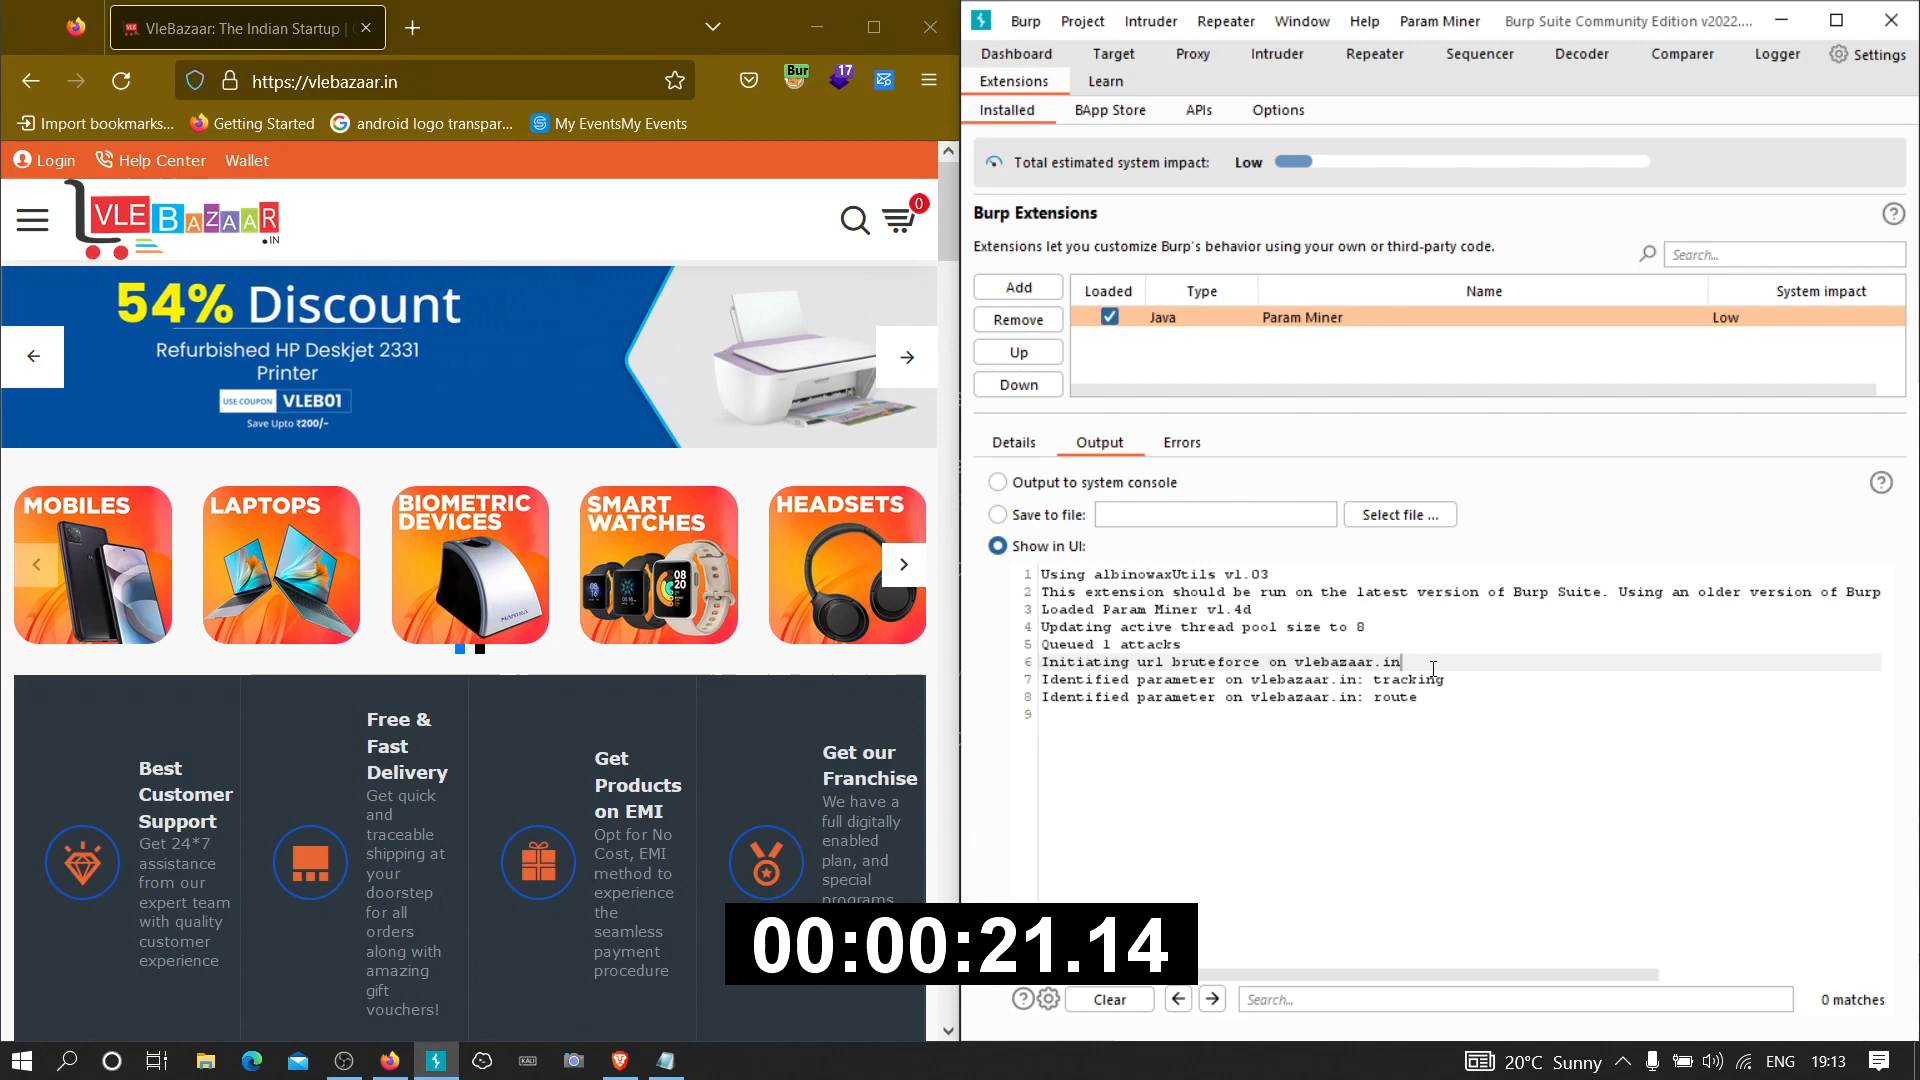 VleBazaar: The Indian Startup |
https://vlebazaar.in
Bur
17
Import bookmarks...
Getting Started
android logo transpar...
My EventsMy Events
Login
Help Center
Wallet
VLE BAZAAR
.IN
0
54% Discount
Refurbished HP Deskjet 2331
Printer
USE COUPON VLEB01
Save Upto ₹200/-
MOBILES
LAPTOPS
BIOMETRIC
DEVICES
SMART
WATCHES
HEADSETS
Best
Customer
Support
Get 24*7
assistance
from our
expert team
with quality
customer
experience
Free &
Fast
Delivery
Get quick
and
traceable
shipping at
your
doorstep
for all
orders
along with
amazing
gift
vouchers!
Get
Products
on EMI
Opt for No
Cost, EMI
method to
experience
the
seamless
payment
procedure
Get our
Franchise
We have a
full digitally
enabled
plan, and
special
programs
Burp Project Intruder Repeater Window Help Param Miner Burp Suite Community Edition v2022....
Dashboard Target Proxy Intruder Repeater Sequencer Decoder Comparer Logger Settings
Extensions Learn
Installed BApp Store APIs Options
Total estimated system impact: Low
Burp Extensions
Extensions let you customize Burp's behavior using your own or third-party code.
Search...
Add
Remove
Up
Down
Loaded Type Name System impact
Java Param Miner Low
Details Output Errors
Output to system console
Save to file: Select file ...
Show in UI:
1 Using albinowaxUtils v1.03
2 This extension should be run on the latest version of Burp Suite. Using an older version of Burp
3 Loaded Param Miner v1.4d
4 Updating active thread pool size to 8
5 Queued 1 attacks
6 Initiating url bruteforce on vlebazaar.in
7 Identified parameter on vlebazaar.in: tracking
8 Identified parameter on vlebazaar.in: route
9
00:00:21.14
Clear Search... 0 matches
20°C Sunny ENG 19:13